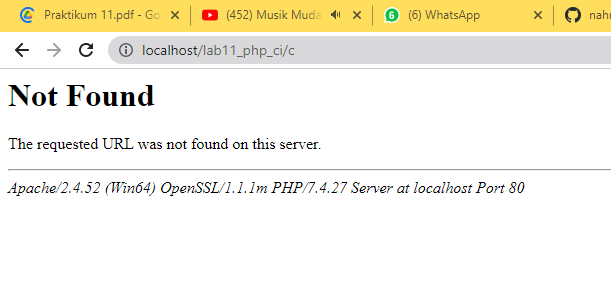 Praktikum 11.pdf - Go
(452) Musik Muda
6
(6) WhatsApp
nahr
localhost/lab11_php_ci/c
Not Found
The requested URL was not found on this server.
Apache/2.4.52 (Win64) OpenSSL/1.1.1m PHP/7.4.27 Server at localhost Port 80